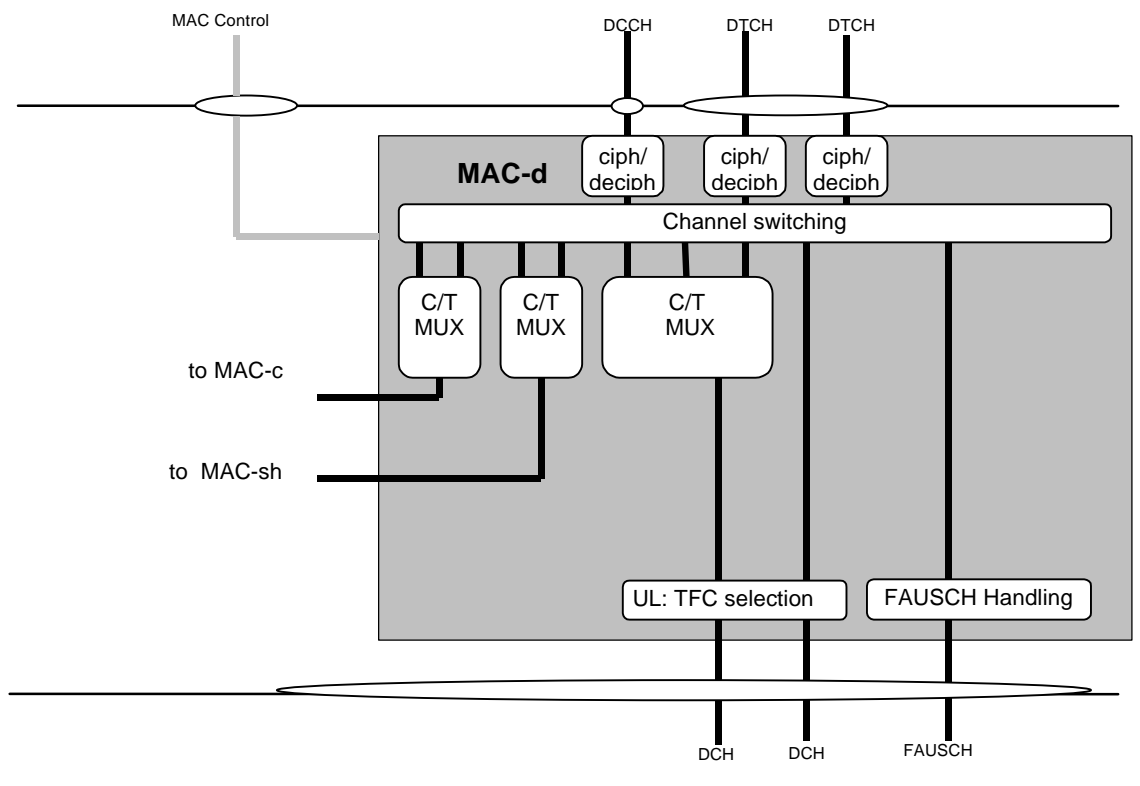 MAC Control
DCCH
DTCH
DTCH
MAC-d
ciph/
deciph
ciph/
deciph
ciph/
deciph
Channel switching
C/T
MUX
C/T
MUX
C/T
MUX
to MAC-c
to MAC-sh
UL: TFC selection
FAUSCH Handling
DCH
DCH
FAUSCH